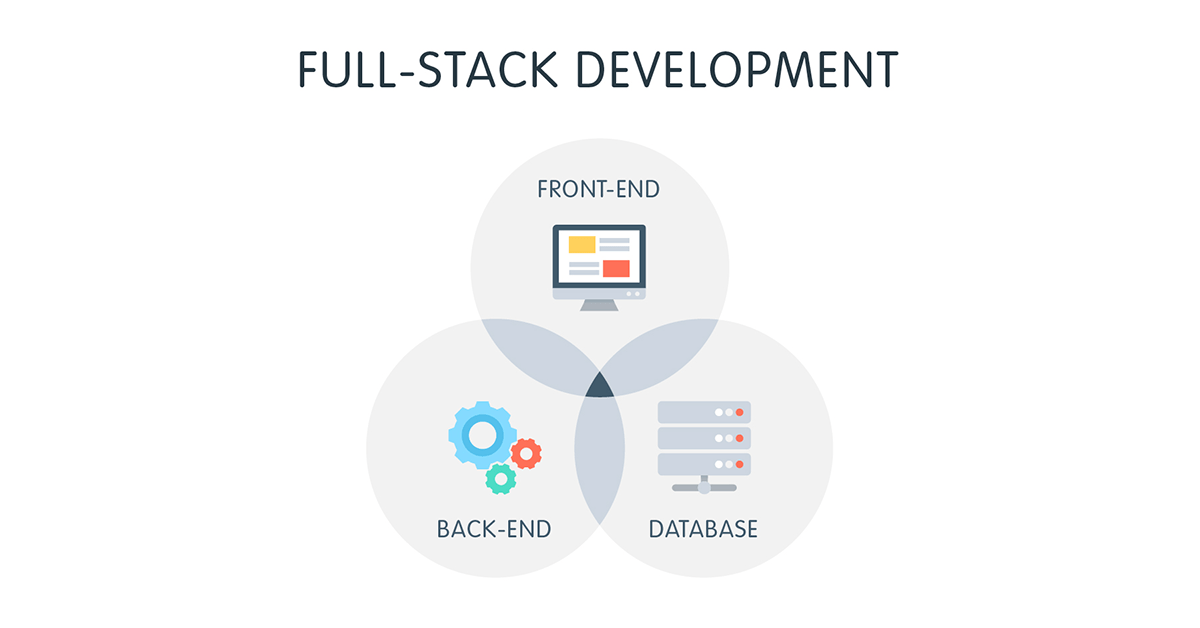 FULL-STACK DEVELOPMENT
FRONT-END
BACK-END
DATABASE